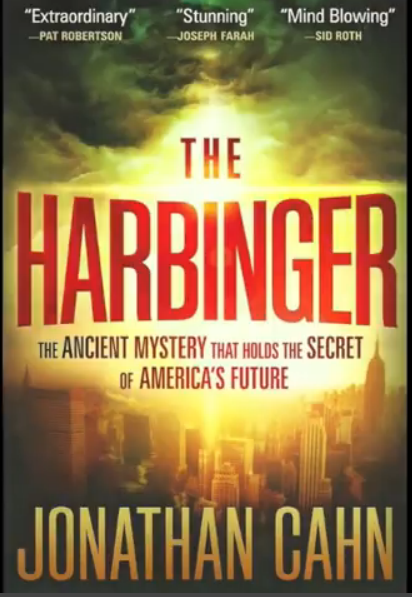 “Extraordinary” “Stunning” “Mind Blowing”
—PAT ROBERTSON —JOSEPH FARAH —SID ROTH
THE
HARBINGER
THE ANCIENT MYSTERY THAT HOLDS THE SECRET
OF AMERICA'S FUTURE
JONATHAN CAHN